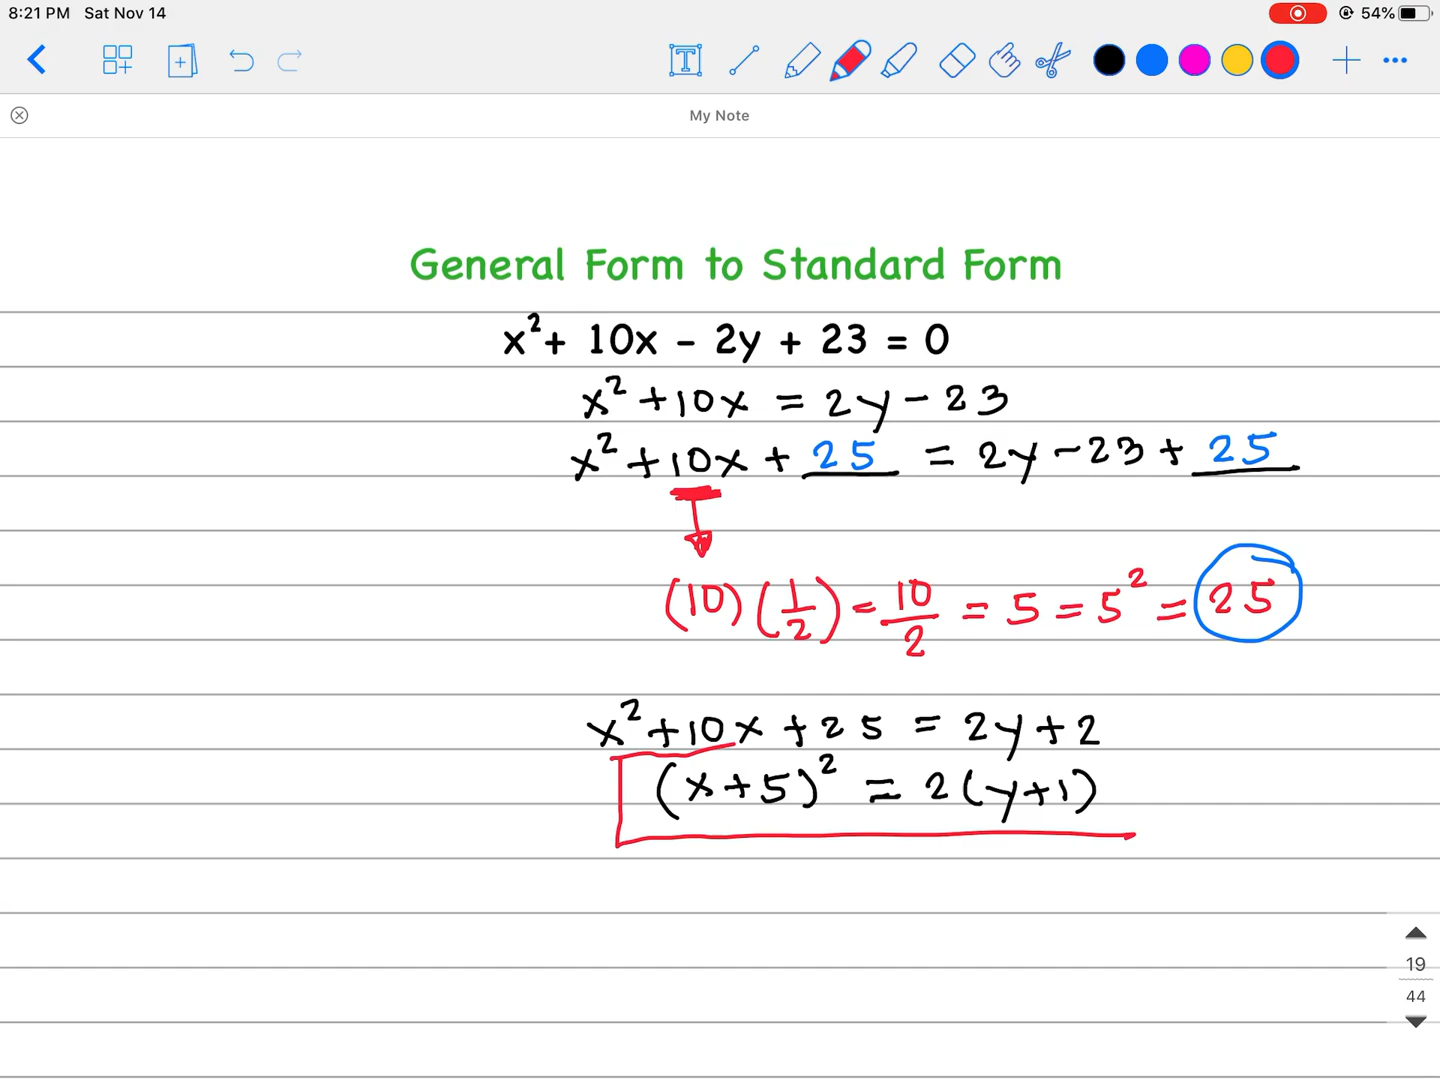 8:21 PM Sat Nov 14 54%
T
My Note
General Form to Standard Form
x² + 10x - 2y + 23 = 0
x² + 10x = 2y - 23
x² + 10x + 25 = 2y - 23 + 25
(10)(1/2) = 10/2 = 5 = 5² = 25
x² + 10x + 25 = 2y + 2
(x + 5)² = 2(y + 1)
19
44